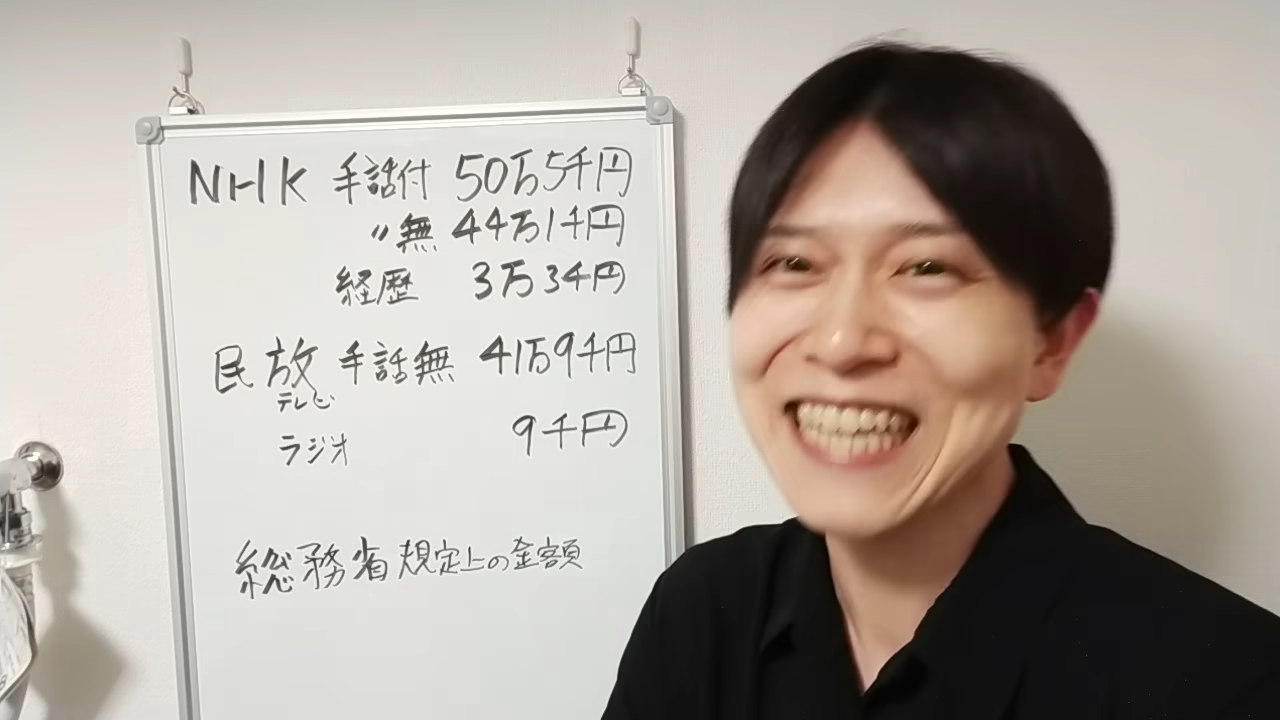 NHK 手話付 50万5千円
〃無 44万1千円
経歴 3万34円
民放 手話無 41万9千円
テレビ
ラジオ 9千円
総務省規定上の金額